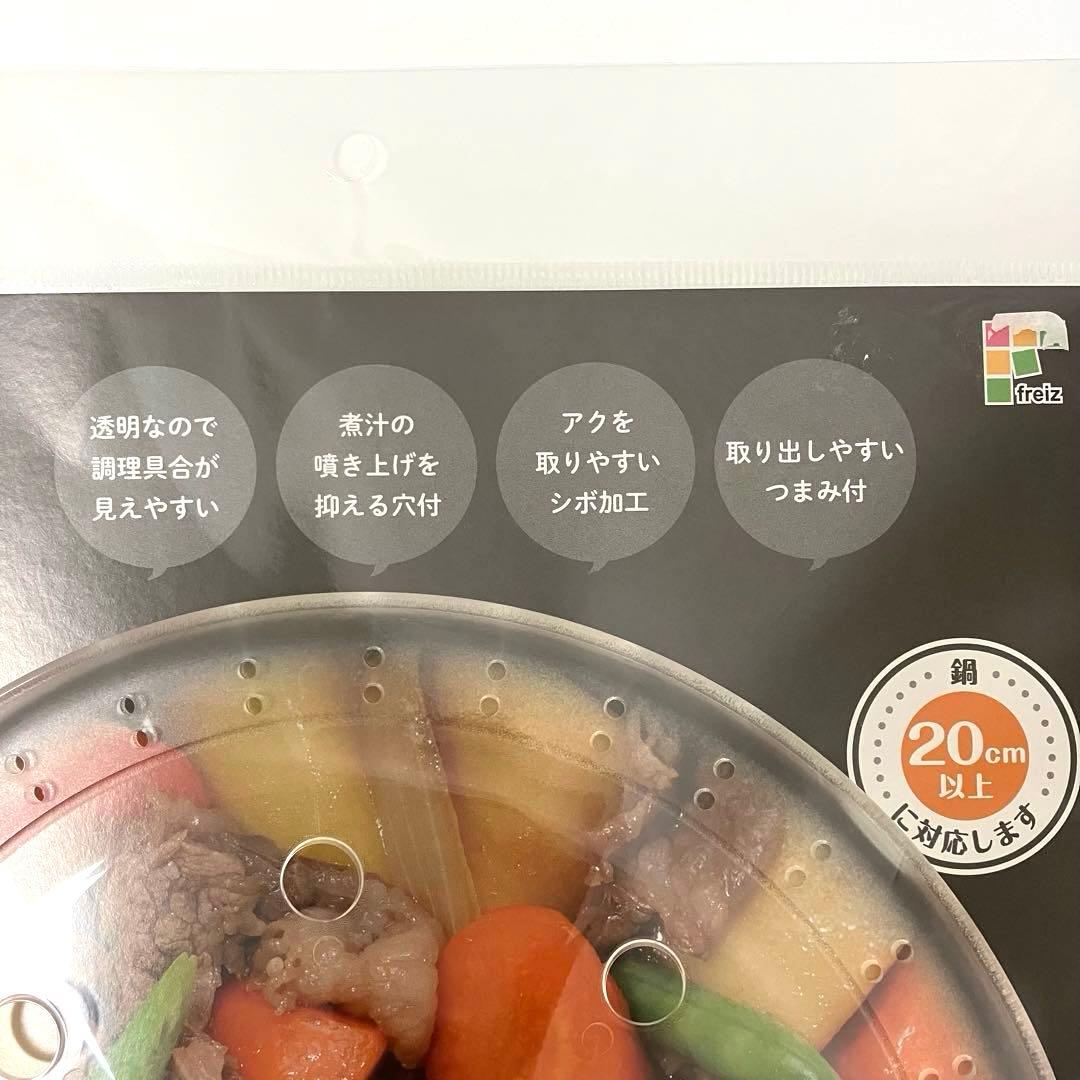 透明なので
調理具合が
見えやすい
煮汁の
噴き上げを
抑える穴付
アクを
取りやすい
シボ加工
取り出しやすい
つまみ付
freiz
鍋
20cm
以上
に対応します